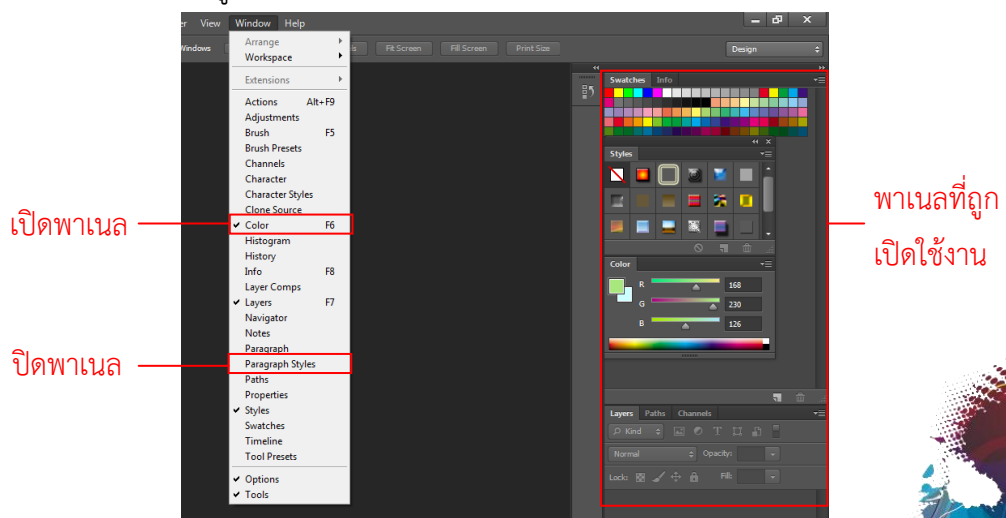 er View Window Help
Windows Fit Screen Fill Screen Print Size Design
Arrange
Workspace
Extensions
Actions Alt+F9
Adjustments
Brush F5
Brush Presets
Channels
Character
Character Styles
Clone Source
Color F6
Histogram
History
Info F8
Layer Comps
Layers F7
Navigator
Notes
Paragraph
Paragraph Styles
Paths
Properties
Styles
Swatches
Timeline
Tool Presets
Options
Tools
เปิดพาเนล
ปิดพาเนล
Swatches Info
Styles
Color
R 168
G 230
B 126
Layers Paths Channels
Kind
Normal Opacity:
Lock: Fill:
พาเนลที่ถูก
เปิดใช้งาน